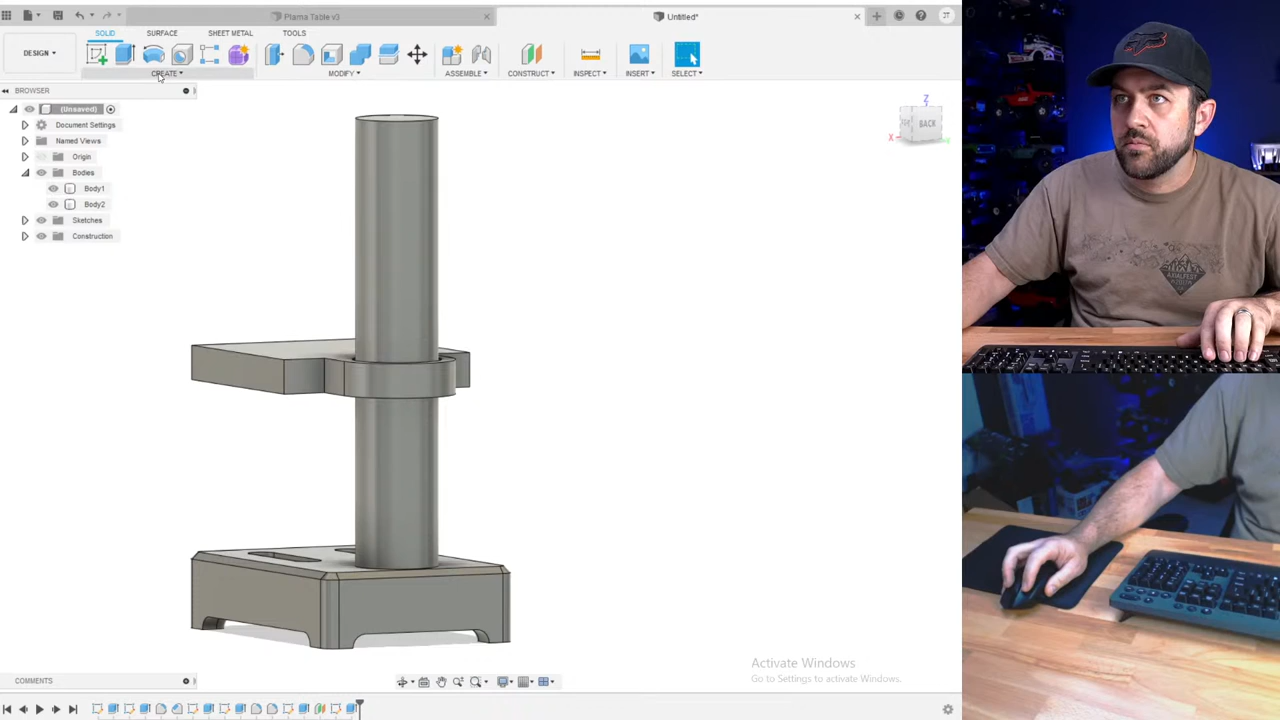 Plama Table v3
Untitled*
JT
DESIGN
SOLID
SURFACE
SHEET METAL
TOOLS
CREATE
MODIFY
ASSEMBLE
CONSTRUCT
INSPECT
INSERT
SELECT
BROWSER
(Unsaved)
Document Settings
Named Views
Origin
Bodies
Body1
Body2
Sketches
Construction
Z
BACK
X
Activate Windows
Go to Settings to activate Windows.
COMMENTS